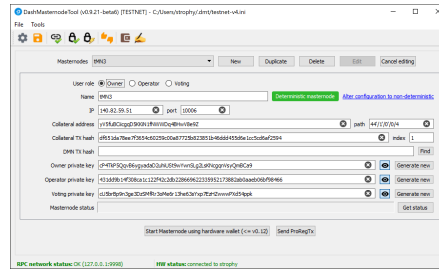 DashMasternodeTool (v0.9.21-beta6) [TESTNET] - C:/Users/strophy/.dmt/testnet-v4.ini
File Tools
Masternodes tMN3 New Duplicate Delete Edit Cancel editing
User role Owner Operator Voting
Name tMN3 Deterministic masternode Alter configuration to non-deterministic
IP 140.82.59.51 port 10006
Collateral address path 44'/1'/0'/0/4
Collateral TX hash index 1
DMN TX hash Find
Owner private key Generate new
Operator private key Generate new
Voting private key Generate new
Masternode status Get status
Start Masternode using hardware wallet (<= v0.12) Send ProRegTx
RPC network status: OK (127.0.0.1:9998) HW status: connected to strophy